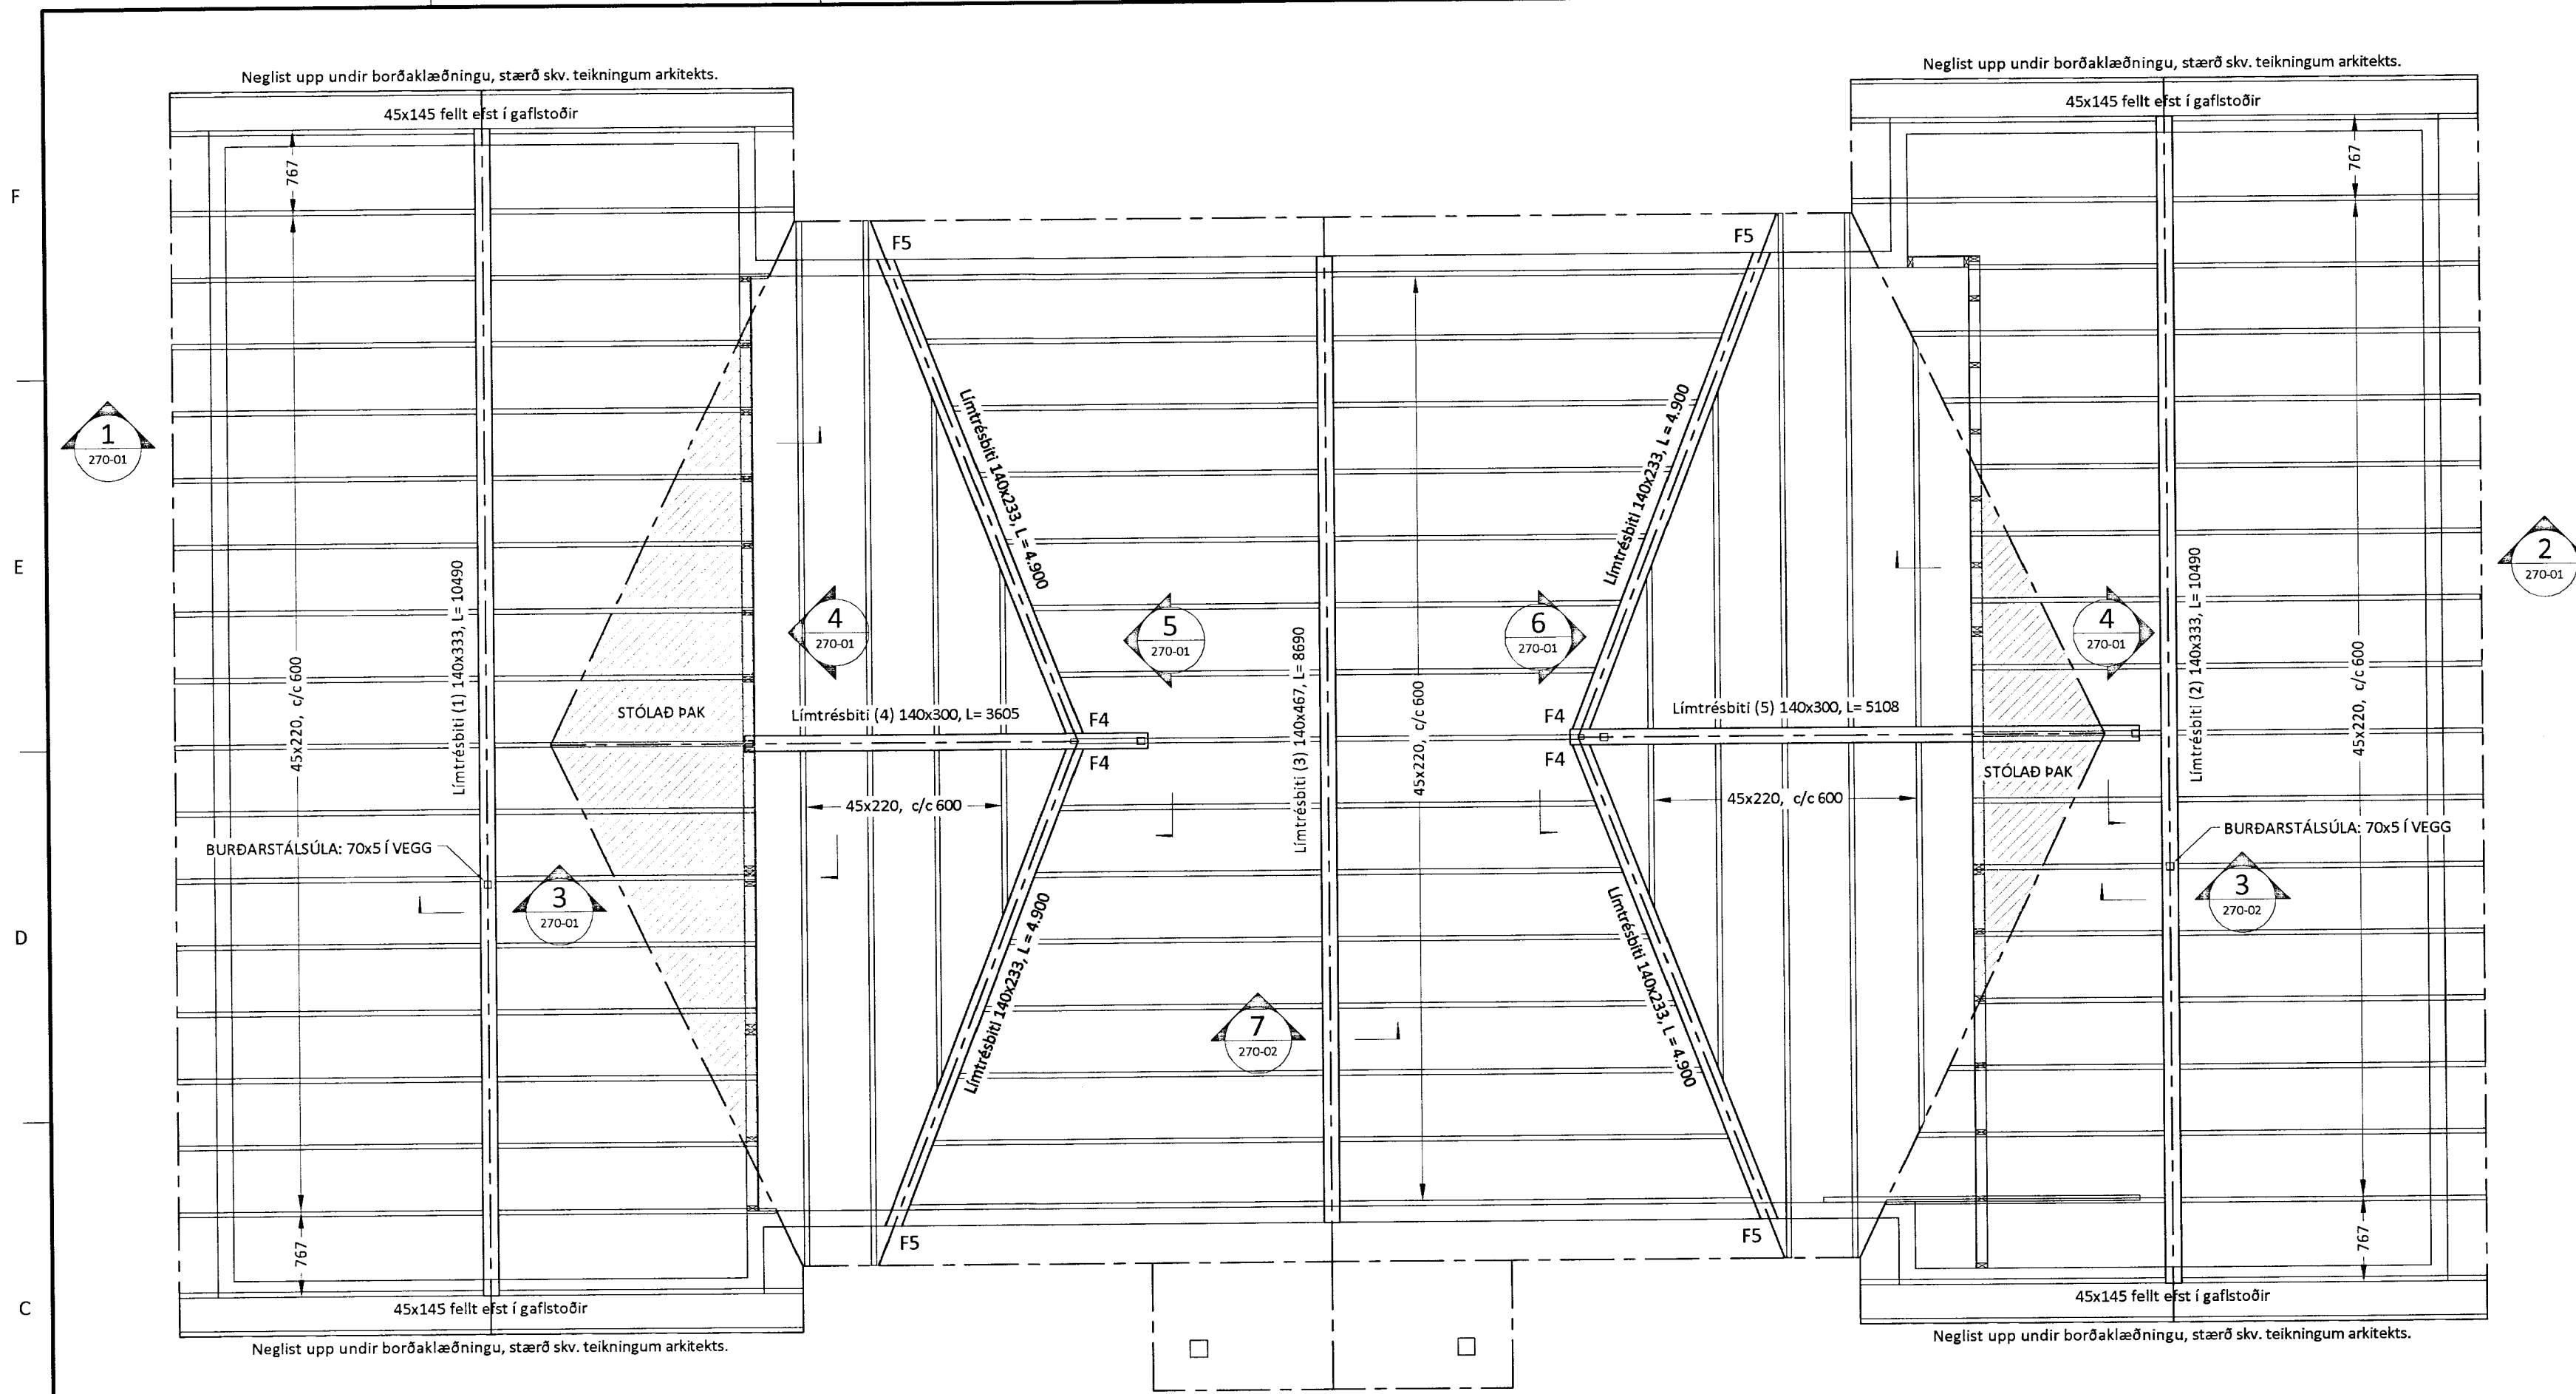 Neglist upp undir borðaklæðningu, stærð skv. teikningum arkitekts.
45x145 fellt efst í gaflstoðir
Neglist upp undir borðaklæðningu, stærð skv. teikningum arkitekts.
45x145 fellt efst í gaflstoðir
767
767
F
F5
F5
1
270-01
Límtrésbiti 140x233, L = 4.900
Límtrésbiti 140x233, L = 4.900
E
2
270-01
Límtrésbiti (1) 140x333, L= 10490
45x220, c/c 600
4
270-01
5
270-01
6
270-01
4
270-01
Límtrésbiti (3) 140x467, L= 8690
45x220, c/c 600
Límtrésbiti (2) 140x333, L= 10490
45x220, c/c 600
STÓLAÐ ÞAK
Límtrésbiti (4) 140x300, L= 3605
F4
F4
F4
F4
Límtrésbiti (5) 140x300, L= 5108
STÓLAÐ ÞAK
45x220, c/c 600
45x220, c/c 600
BURÐARSTÁLSÚLA: 70x5 Í VEGG
BURÐARSTÁLSÚLA: 70x5 Í VEGG
3
270-01
3
270-02
D
Límtrésbiti 140x233, L = 4.900
Límtrésbiti 140x233, L = 4.900
7
270-02
F5
F5
767
767
C
45x145 fellt efst í gaflstoðir
Neglist upp undir borðaklæðningu, stærð skv. teikningum arkitekts.
45x145 fellt efst í gaflstoðir
Neglist upp undir borðaklæðningu, stærð skv. teikningum arkitekts.